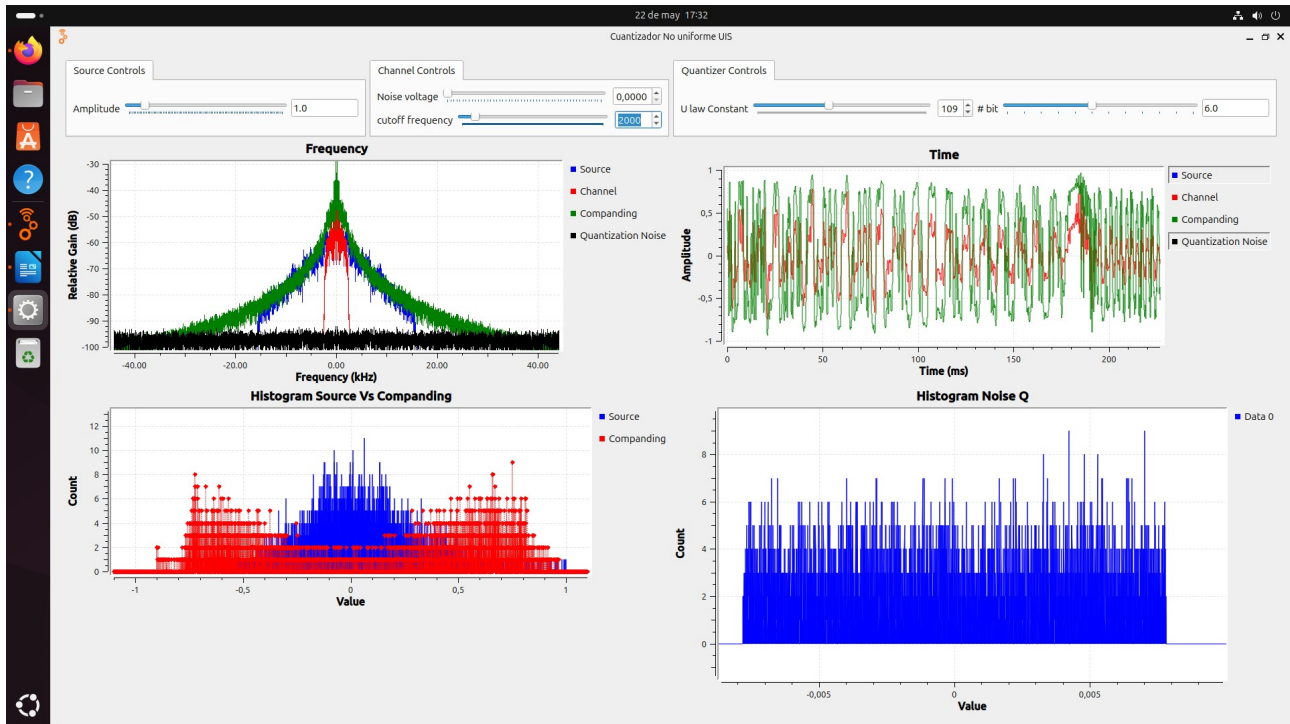 22 de may 17:32
Cuantizador No uniforme UIS
Source Controls
Channel Controls
Quantizer Controls
Amplitude 1.0
Noise voltage 0,0000
cutoff frequency 2000
U law Constant 109 # bit 6.0
Frequency
Relative Gain (dB)
-30
-40
-50
-60
-70
-80
-90
-100
-40.00 -20.00 0.00 20.00 40.00
Frequency (kHz)
Source
Channel
Companding
Quantization Noise
Time
Amplitude
1
0,5
0
-0,5
-1
0 50 100 150 200
Time (ms)
Source
Channel
Companding
Quantization Noise
Histogram Source Vs Companding
Count
12
10
8
6
4
2
0
-1 -0,5 0 0,5 1
Value
Source
Companding
Histogram Noise Q
Count
8
6
4
2
0
-0,005 0 0,005
Value
Data 0